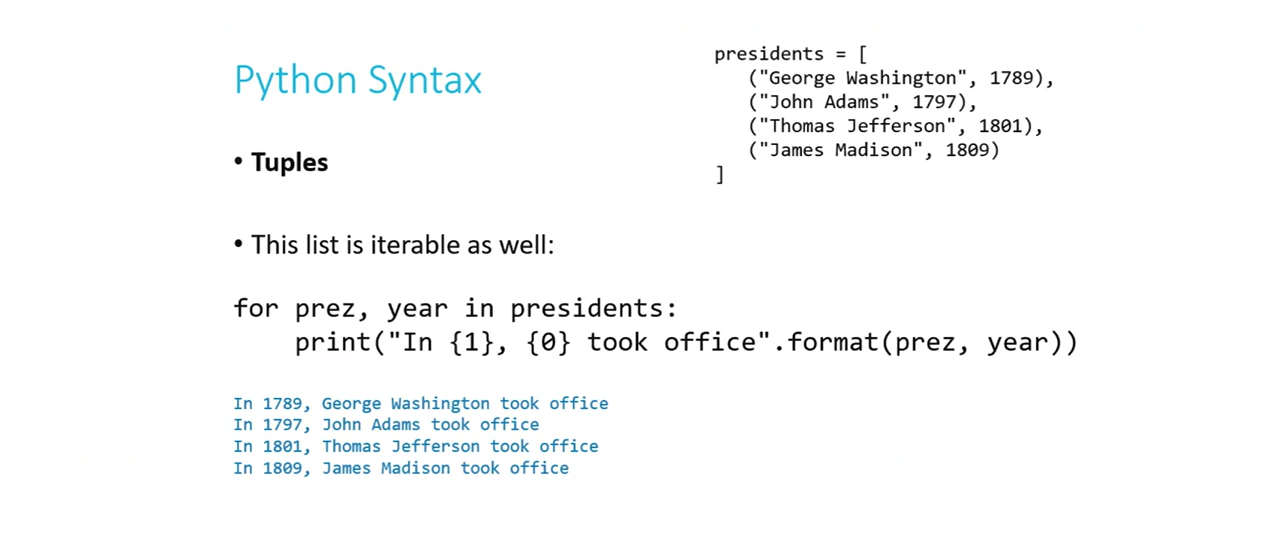 Python Syntax
presidents = [
("George Washington", 1789),
("John Adams", 1797),
("Thomas Jefferson", 1801),
("James Madison", 1809)
]
• Tuples
• This list is iterable as well:
for prez, year in presidents:
print("In {1}, {0} took office".format(prez, year))
In 1789, George Washington took office
In 1797, John Adams took office
In 1801, Thomas Jefferson took office
In 1809, James Madison took office